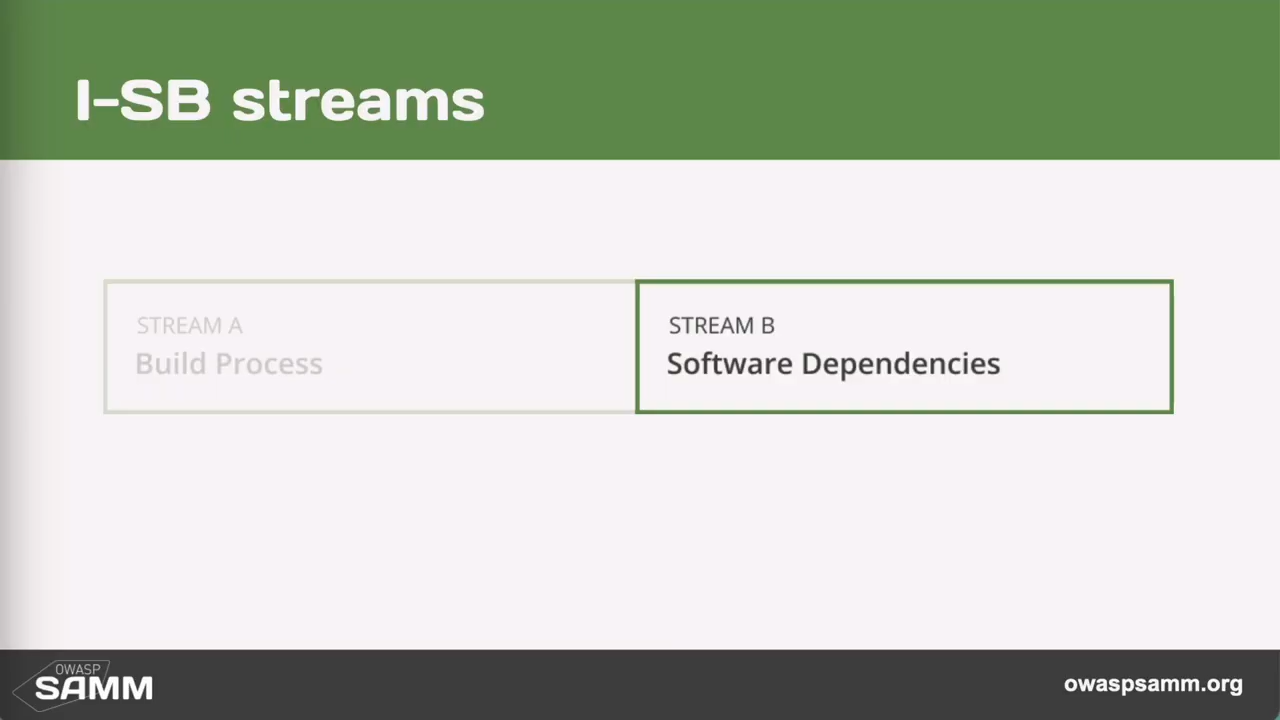 I-SB streams
STREAM A
Build Process
STREAM B
Software Dependencies
OWASP
SAMM
owaspsamm.org